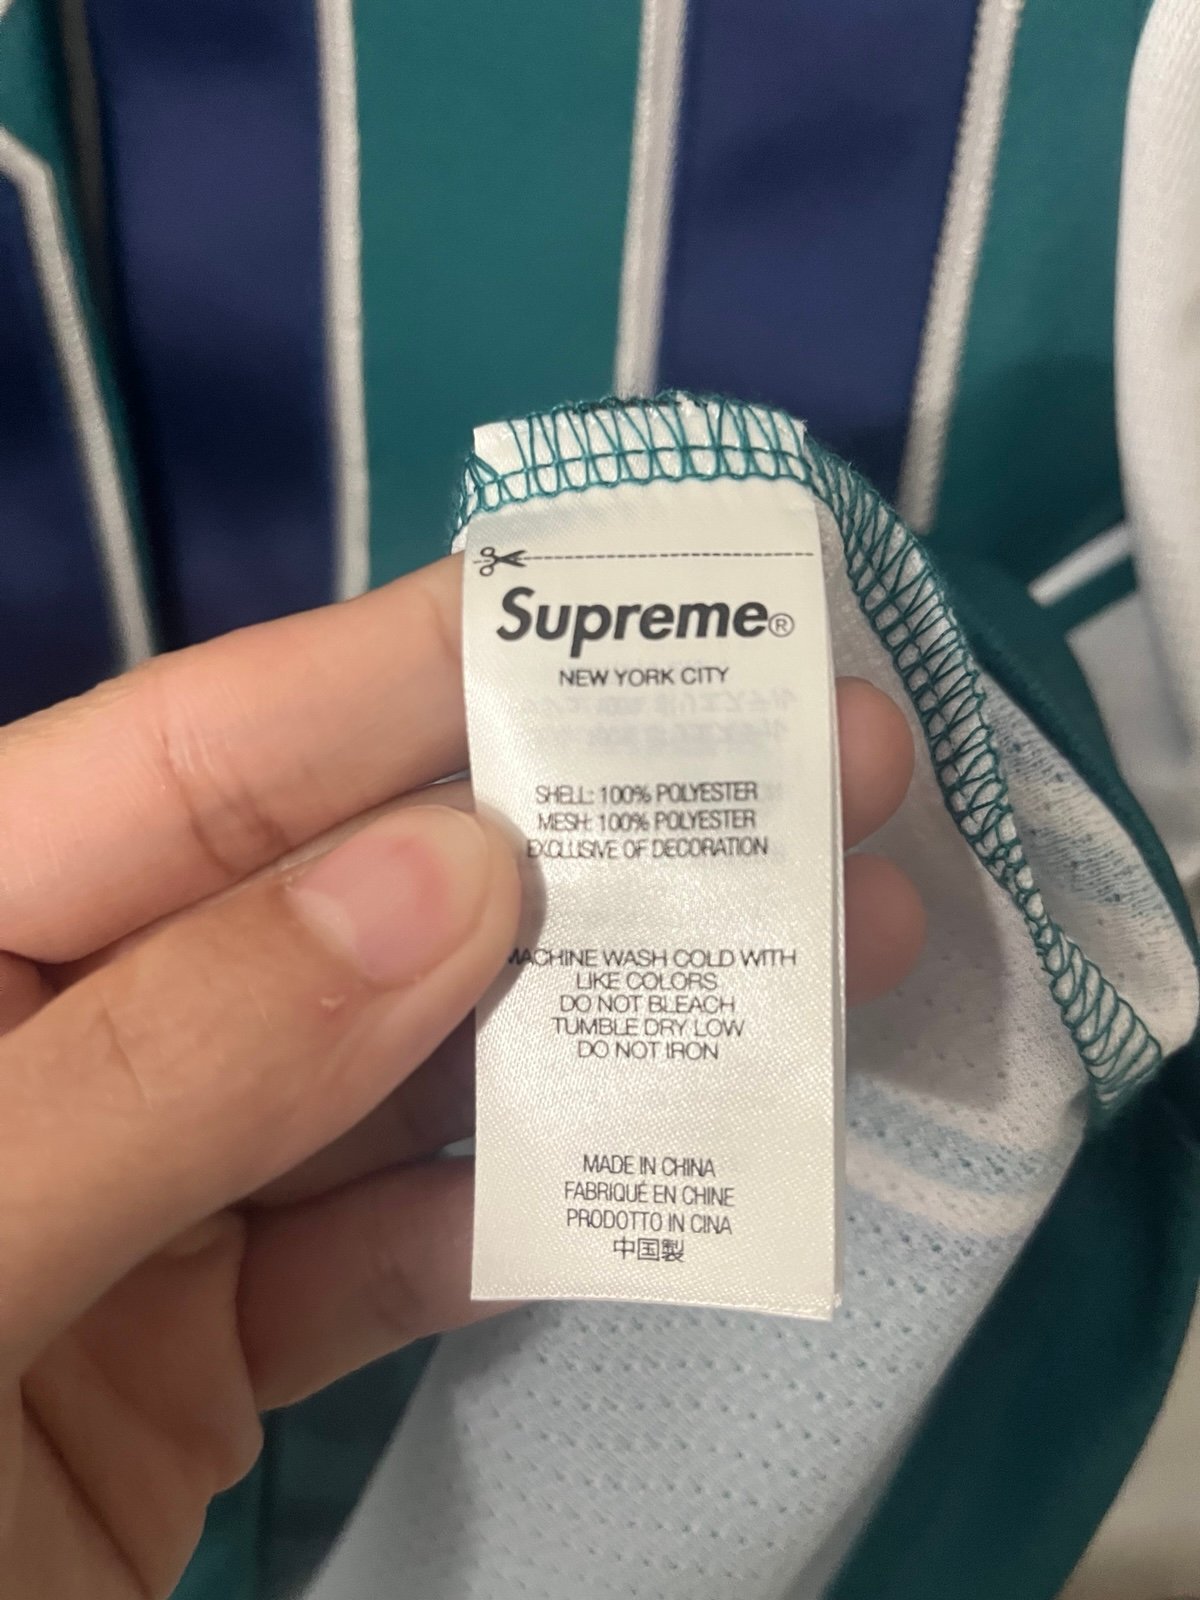 Supreme®
NEW YORK CITY
SHELL: 100% POLYESTER
MESH: 100% POLYESTER
EXCLUSIVE OF DECORATION
MACHINE WASH COLD WITH
LIKE COLORS
DO NOT BLEACH
TUMBLE DRY LOW
DO NOT IRON
MADE IN CHINA
FABRIQUÉ EN CHINE
PRODOTTO IN CINA
中国製